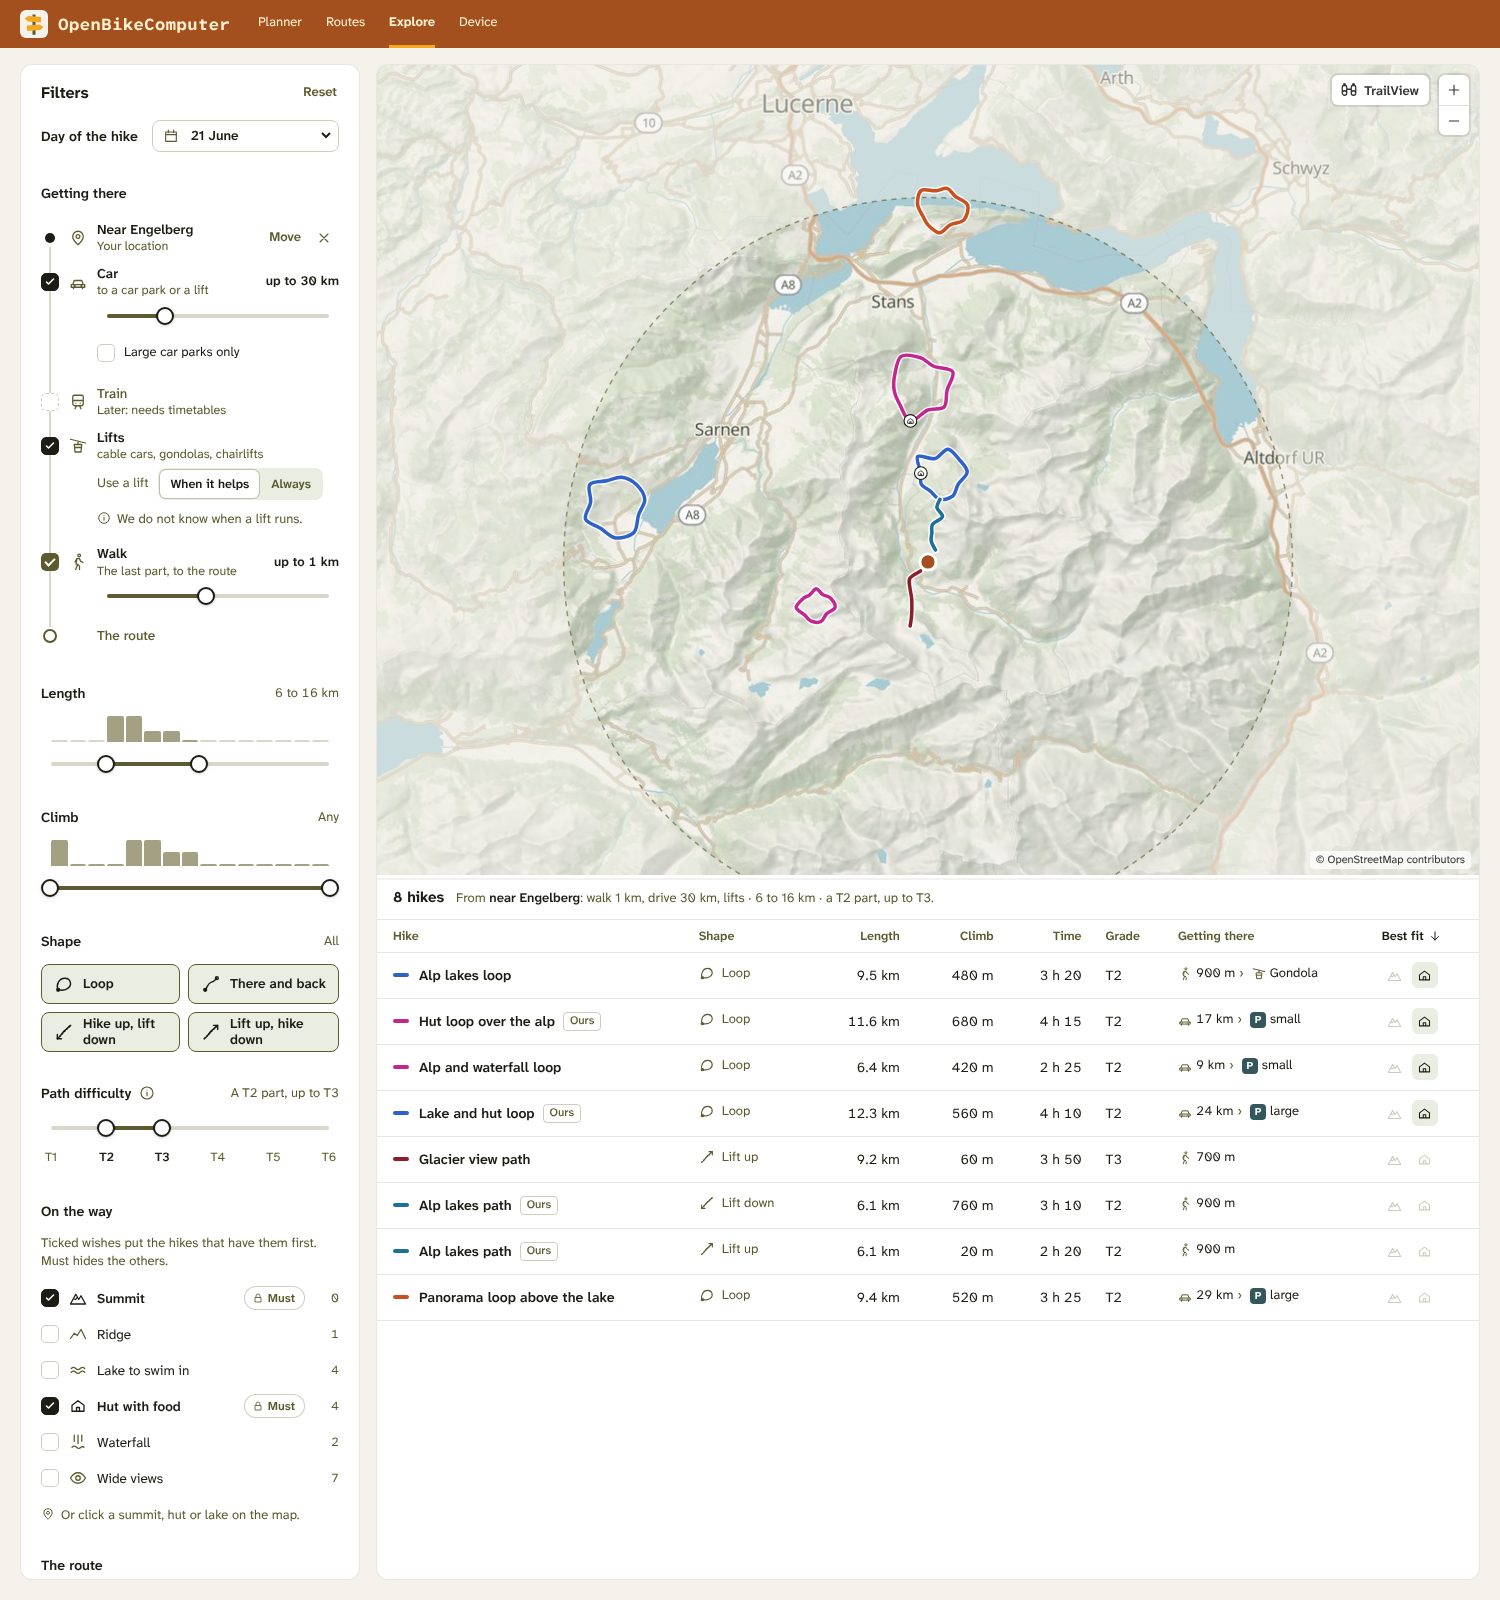 OpenBikeComputer
Planner
Routes
Explore
Device
Filters
Reset
Day of the hike
21 June
Getting there
Near Engelberg
Your location
Move
Car
to a car park or a lift
up to 30 km
Large car parks only
Train
Later: needs timetables
Lifts
cable cars, gondolas, chairlifts
Use a lift
When it helps
Always
We do not know when a lift runs.
Walk
The last part, to the route
up to 1 km
The route
Length
6 to 16 km
Climb
Any
Shape
All
Loop
There and back
Hike up, lift
down
Lift up, hike
down
Path difficulty
A T2 part, up to T3
T1
T2
T3
T4
T5
T6
On the way
Ticked wishes put the hikes that have them first.
Must hides the others.
Summit
Must
0
Ridge
1
Lake to swim in
4
Hut with food
Must
4
Waterfall
2
Wide views
7
Or click a summit, hut or lake on the map.
The route
Arth
Lucerne
TrailView
+
−
10
A2
Schwyz
A8
Stans
A2
Sarnen
Altdorf UR
A8
A2
© OpenStreetMap contributors
8 hikes
From near Engelberg: walk 1 km, drive 30 km, lifts · 6 to 16 km · a T2 part, up to T3.
Hike Shape Length Climb Time Grade Getting there Best fit ↓
Alp lakes loop Loop 9.5 km 480 m 3 h 20 T2 900 m › Gondola
Hut loop over the alp Ours Loop 11.6 km 680 m 4 h 15 T2 17 km › P small
Alp and waterfall loop Loop 6.4 km 420 m 2 h 25 T2 9 km › P small
Lake and hut loop Ours Loop 12.3 km 560 m 4 h 10 T2 24 km › P large
Glacier view path Lift up 9.2 km 60 m 3 h 50 T3 700 m
Alp lakes path Ours Lift down 6.1 km 760 m 3 h 10 T2 900 m
Alp lakes path Ours Lift up 6.1 km 20 m 2 h 20 T2 900 m
Panorama loop above the lake Loop 9.4 km 520 m 3 h 25 T2 29 km › P large